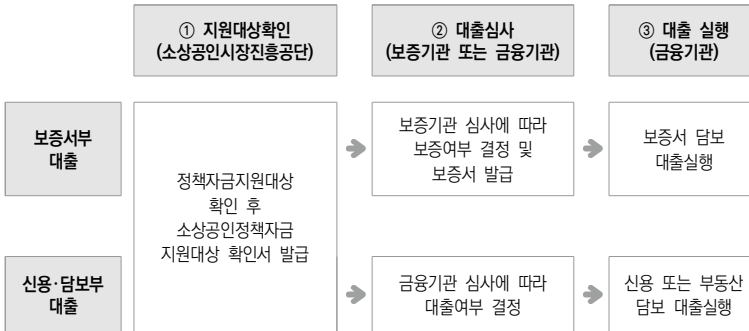 ① 지원대상확인
(소상공인시장진흥공단)
② 대출심사
(보증기관 또는 금융기관)
③ 대출 실행
(금융기관)
보증서부
대출
정책자금지원대상
확인 후
소상공인정책자금
지원대상 확인서 발급
보증기관 심사에 따라
보증여부 결정 및
보증서 발급
보증서 담보
대출실행
신용·담보부
대출
금융기관 심사에 따라
대출여부 결정
신용 또는 부동산
담보 대출실행